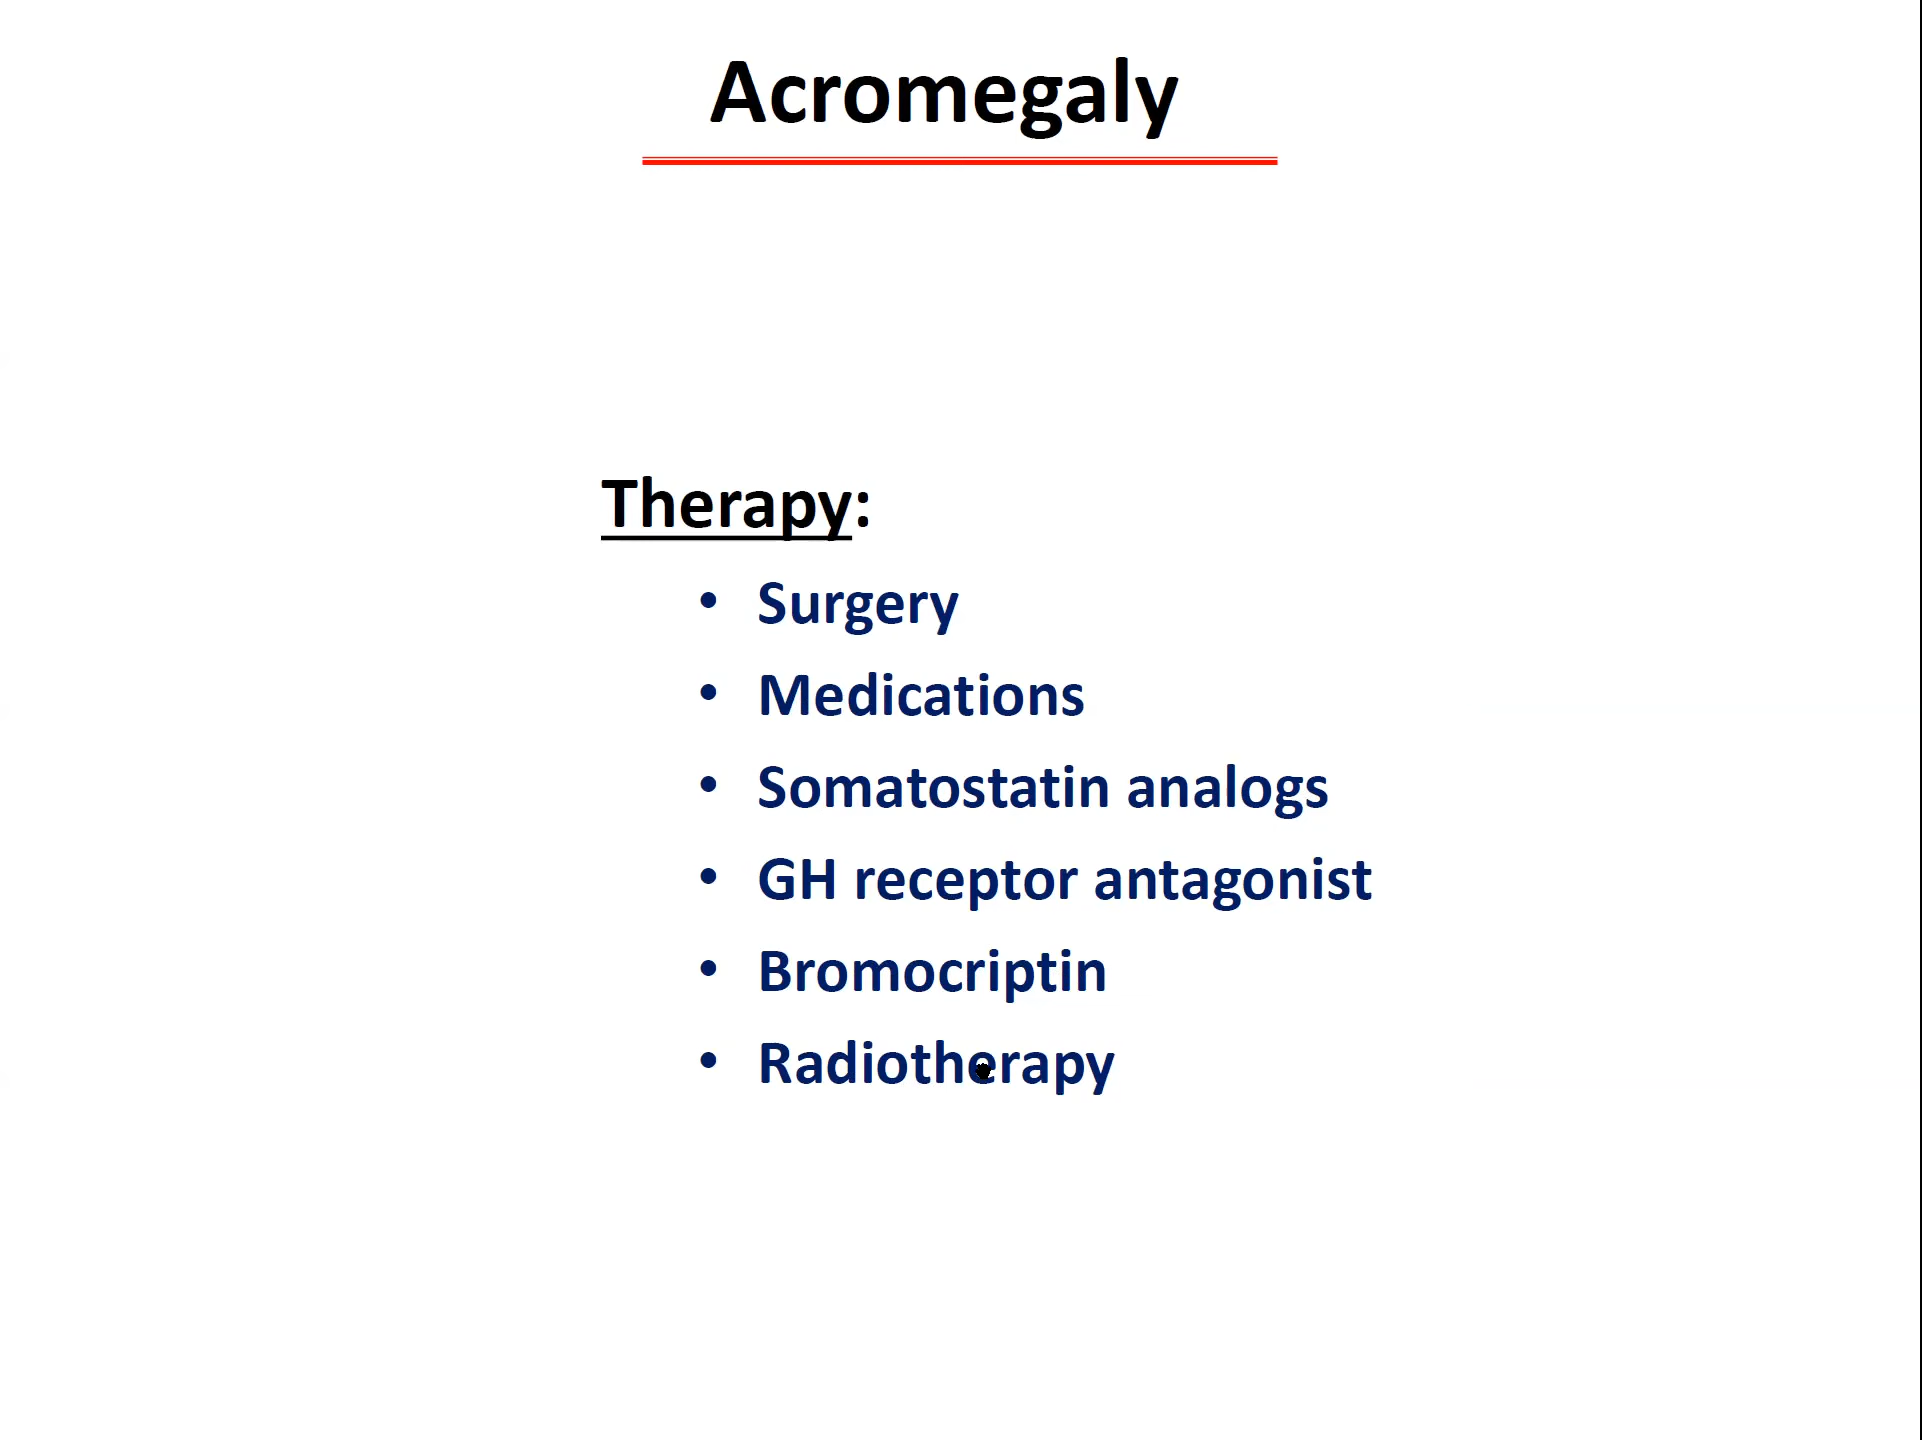 Acromegaly
Therapy:
• Surgery
• Medications
• Somatostatin analogs
• GH receptor antagonist
• Bromocriptin
• Radiotherapy